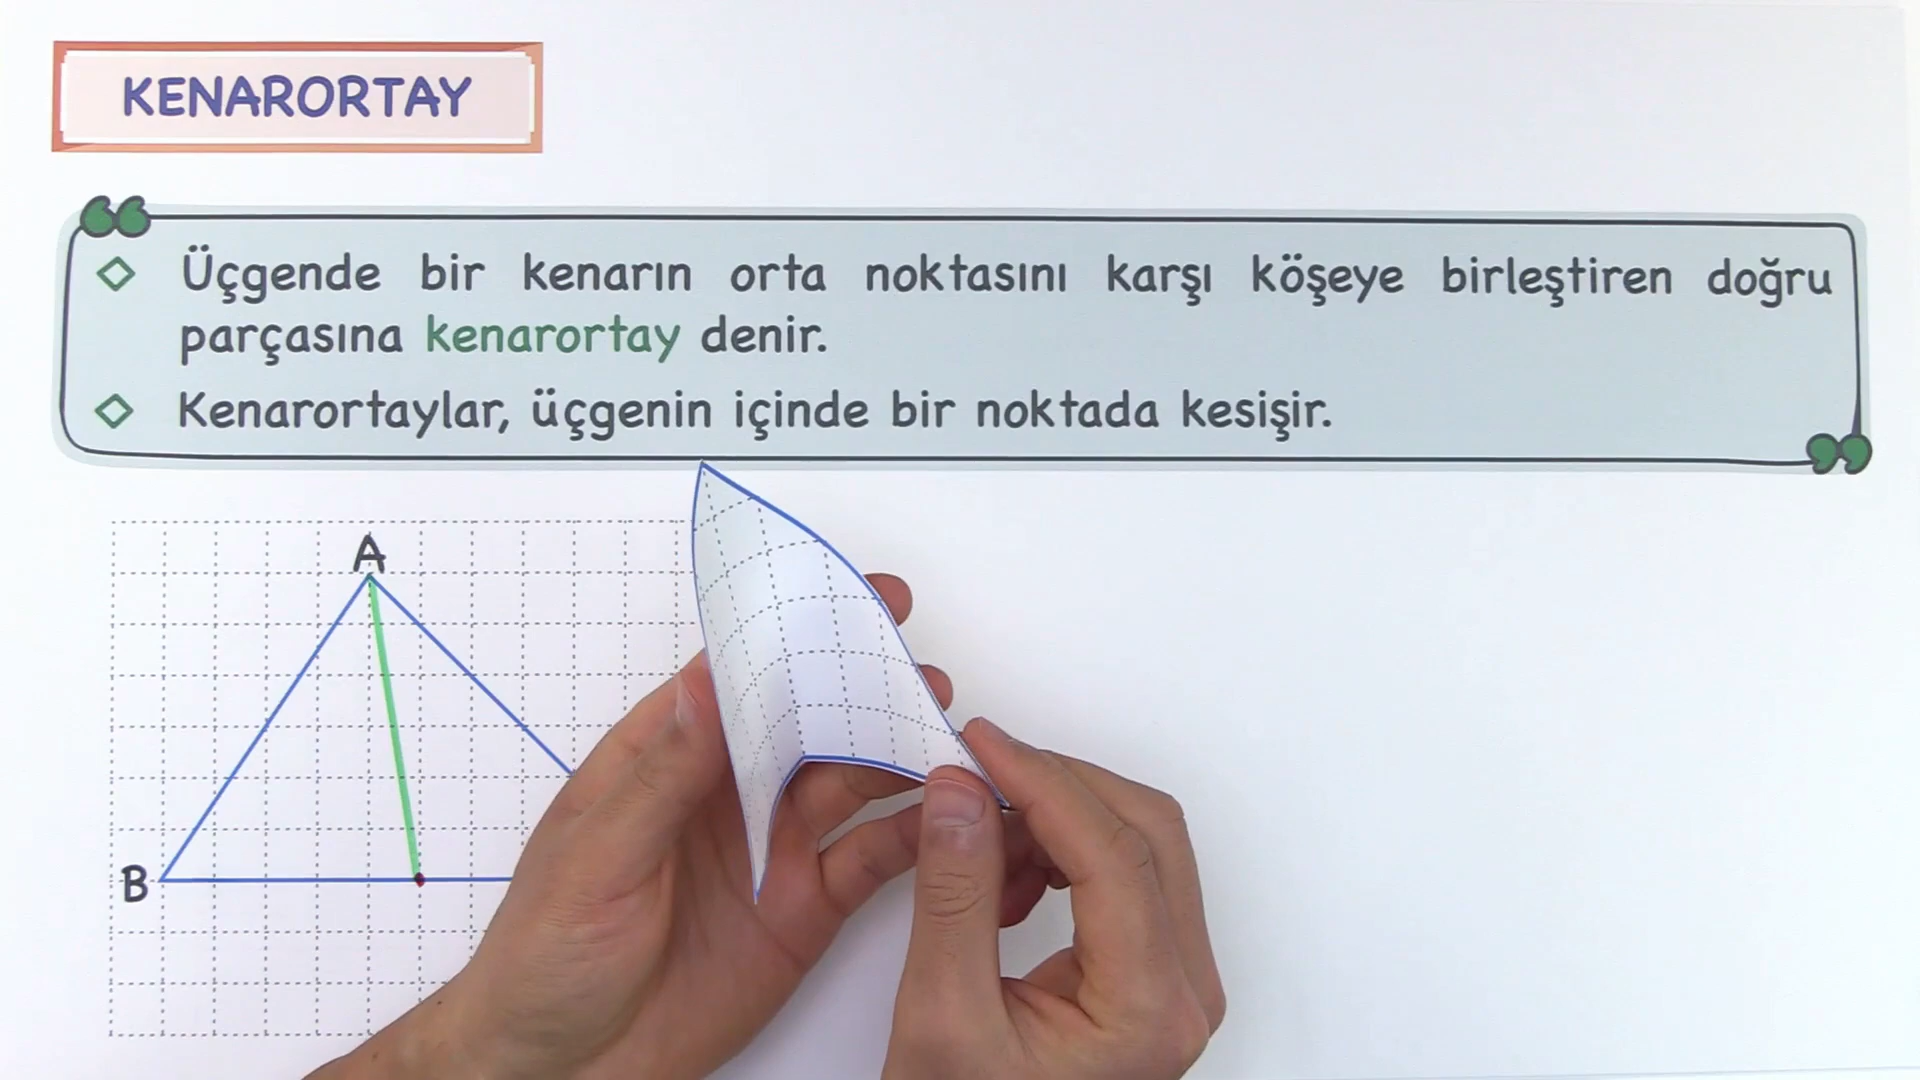 KENARORTAY
Üçgende bir kenarın orta noktasını karşı köşeye birleştiren doğru
parçasına kenarortay denir.
Kenarortaylar, üçgenin içinde bir noktada kesişir.
A
B